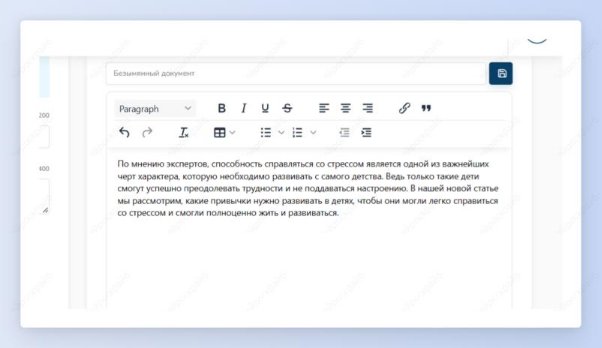 200
400
Безымянный документ
Paragraph
B I U S
По мнению экспертов, способность справляться со стрессом является одной из важнейших
черт характера, которую необходимо развивать с самого детства. Ведь только такие дети
смогут успешно преодолевать трудности и не поддаваться настроению. В нашей новой статье
мы рассмотрим, какие привычки нужно развивать в детях, чтобы они могли легко справиться
со стрессом и смогли полноценно жить и развиваться.